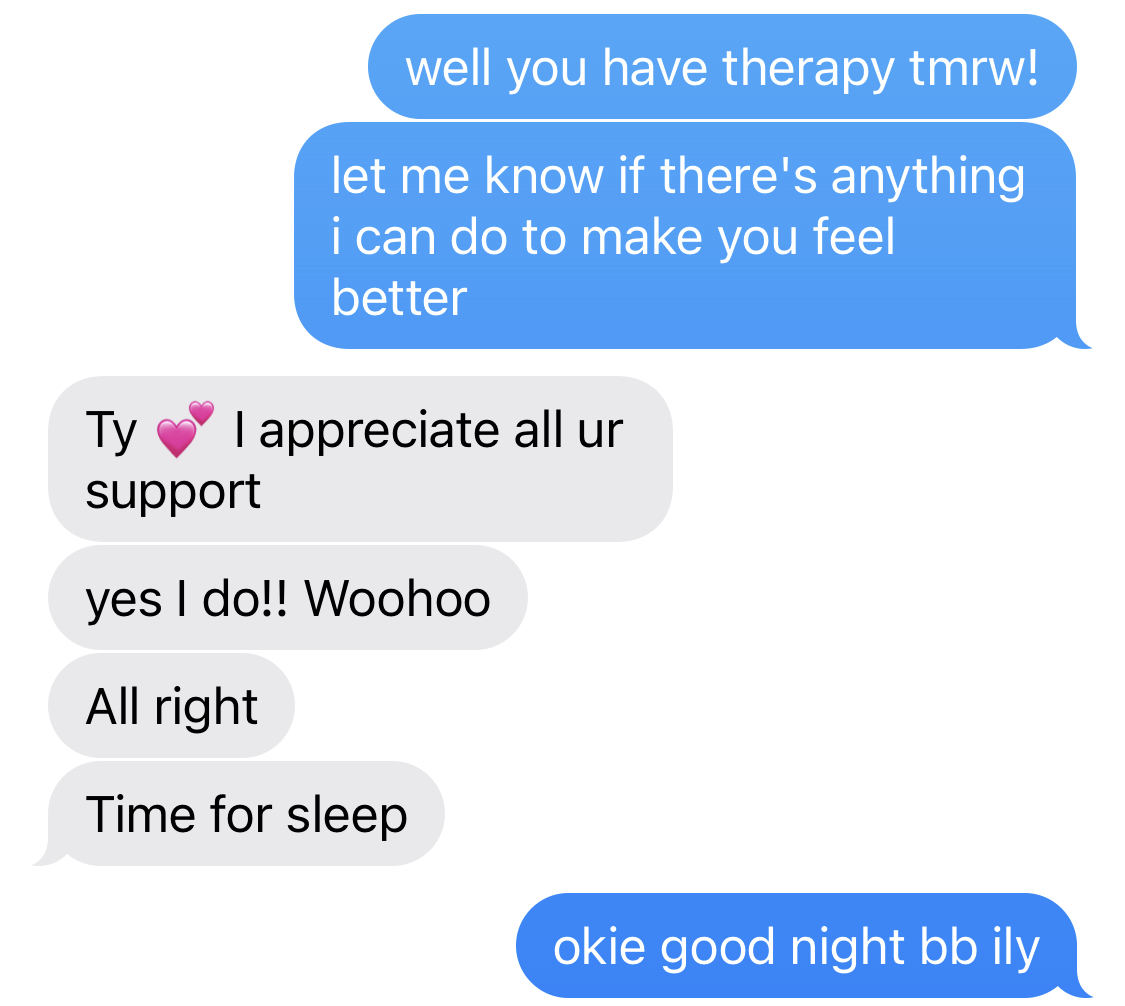 well you have therapy tmrw!
let me know if there's anything
i can do to make you feel
better
Ty 💕 I appreciate all ur
support
yes I do!! Woohoo
All right
Time for sleep
okie good night bb ily